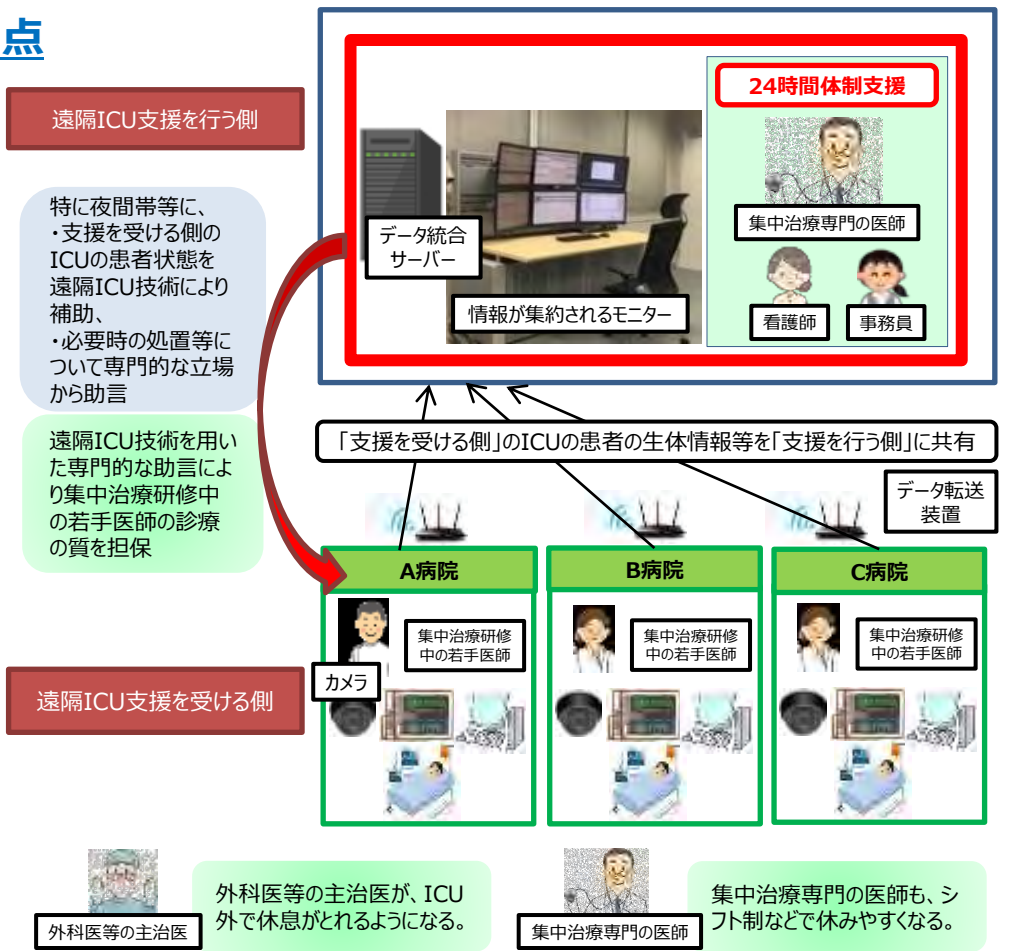 点
遠隔ICU支援を行う側
24時間体制支援
集中治療専門の医師
看護師
事務員
データ統合
サーバー
情報が集約されるモニター
特に夜間帯等に、
・支援を受ける側の
ICUの患者状態を
遠隔ICU技術により
補助、
・必要時の処置等に
ついて専門的な立場
から助言
遠隔ICU技術を用い
た専門的な助言によ
り集中治療研修中
の若手医師の診療
の質を担保
「支援を受ける側」のICUの患者の生体情報等を「支援を行う側」に共有
データ転送
装置
A病院
B病院
C病院
集中治療研修
中の若手医師
集中治療研修
中の若手医師
集中治療研修
中の若手医師
カメラ
遠隔ICU支援を受ける側
外科医等の主治医
外科医等の主治医が、ICU
外で休息がとれるようになる。
集中治療専門の医師
集中治療専門の医師も、シ
フト制などで休みやすくなる。